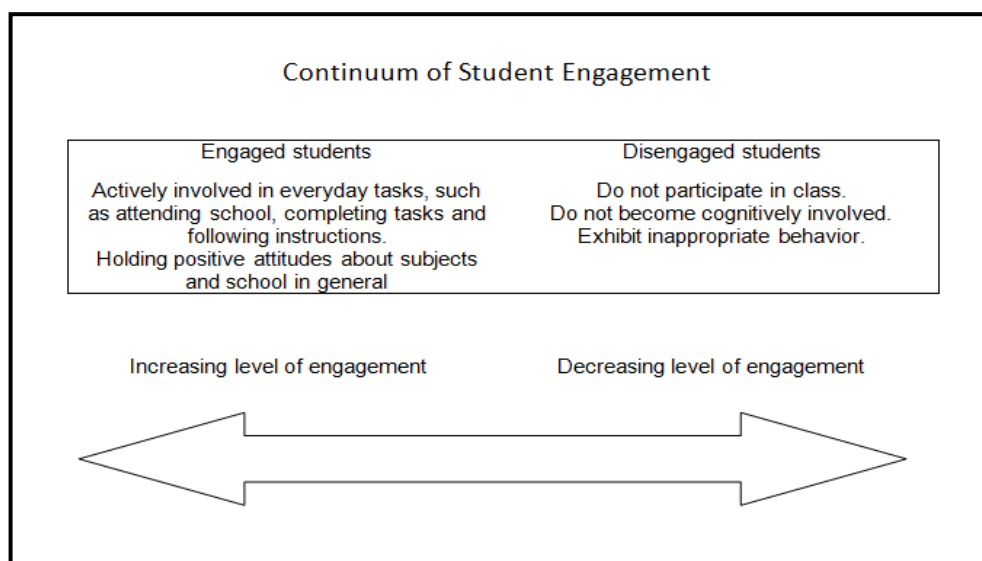 Continuum of Student Engagement
Engaged students
Actively involved in everyday tasks, such
as attending school, completing tasks and
following instructions.
Holding positive attitudes about subjects
and school in general
Disengaged students
Do not participate in class.
Do not become cognitively involved.
Exhibit inappropriate behavior.
Increasing level of engagement
Decreasing level of engagement